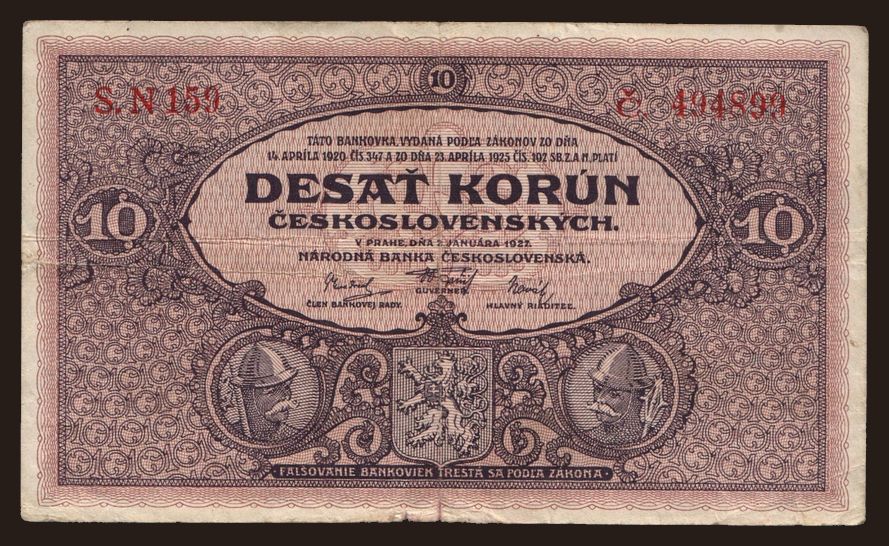 10
S. N 159
č. 494899
TÁTO BANKOVKA, VYDANÁ PODĽA ZÁKONOV ZO DŇA
14. APRÍLA 1920 ČÍS. 347 A ZO DŇA 23. APRÍLA 1925 ČÍS. 102 SB. Z. A N. PLATÍ
DESAŤ KORÚN
ČESKOSLOVENSKÝCH.
10
10
V PRAHE, DŇA 2. JANUÁRA 1927.
NÁRODNÁ BANKA ČESKOSLOVENSKÁ.
GUVERNER.
ČLEN BANKOVEJ RADY.
HLAVNÝ RIADITEĽ.
FALŠOVANIE BANKOVIEK TRESTÁ SA PODĽA ZÁKONA